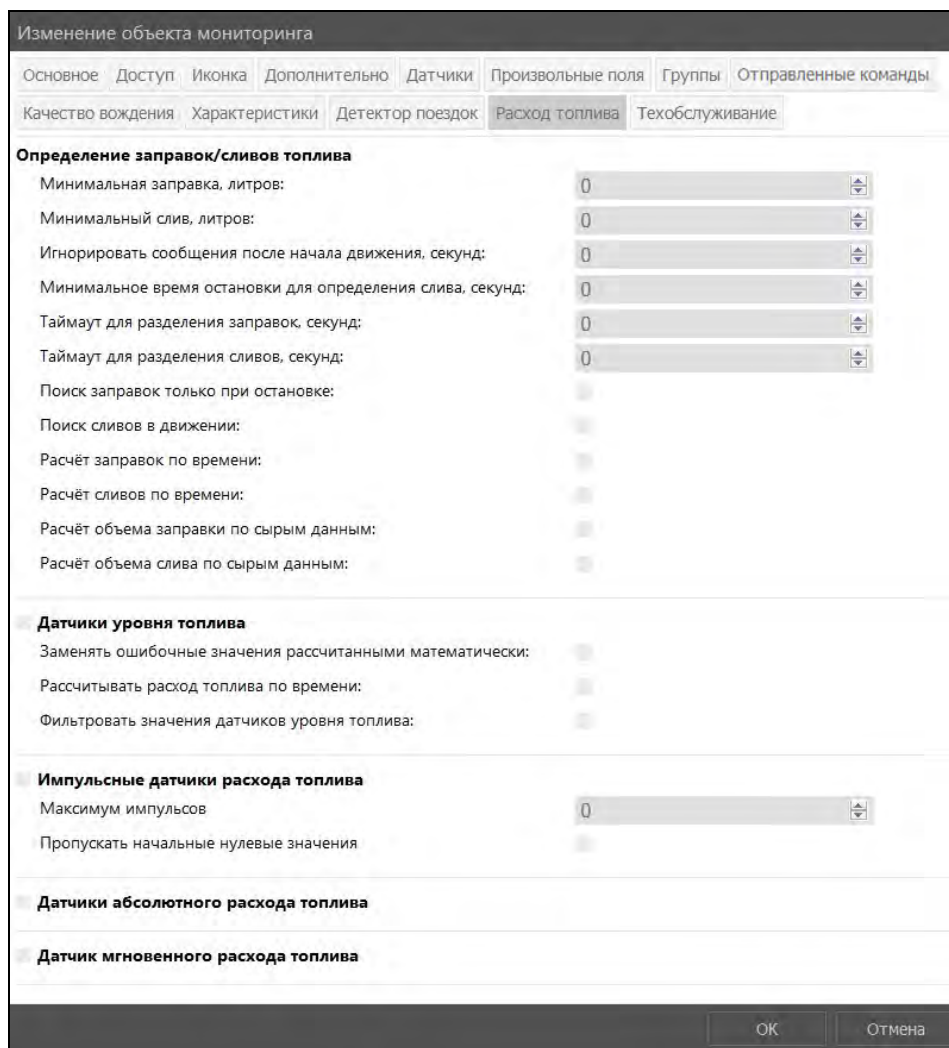 Изменение объекта мониторинга
Основное Доступ Иконка Дополнительно Датчики Произвольные поля Группы Отправленные команды
Качество вождения Характеристики Детектор поездок Расход топлива Техобслуживание
Определение заправок/сливов топлива
Минимальная заправка, литров: 0
Минимальный слив, литров: 0
Игнорировать сообщения после начала движения, секунд: 0
Минимальное время остановки для определения слива, секунд: 0
Таймаут для разделения заправок, секунд: 0
Таймаут для разделения сливов, секунд: 0
Поиск заправок только при остановке:
Поиск сливов в движении:
Расчёт заправок по времени:
Расчёт сливов по времени:
Расчёт объема заправки по сырым данным:
Расчёт объема слива по сырым данным:
Датчики уровня топлива
Заменять ошибочные значения рассчитанными математически:
Рассчитывать расход топлива по времени:
Фильтровать значения датчиков уровня топлива:
Импульсные датчики расхода топлива
Максимум импульсов 0
Пропускать начальные нулевые значения
Датчики абсолютного расхода топлива
Датчик мгновенного расхода топлива
ОК Отмена